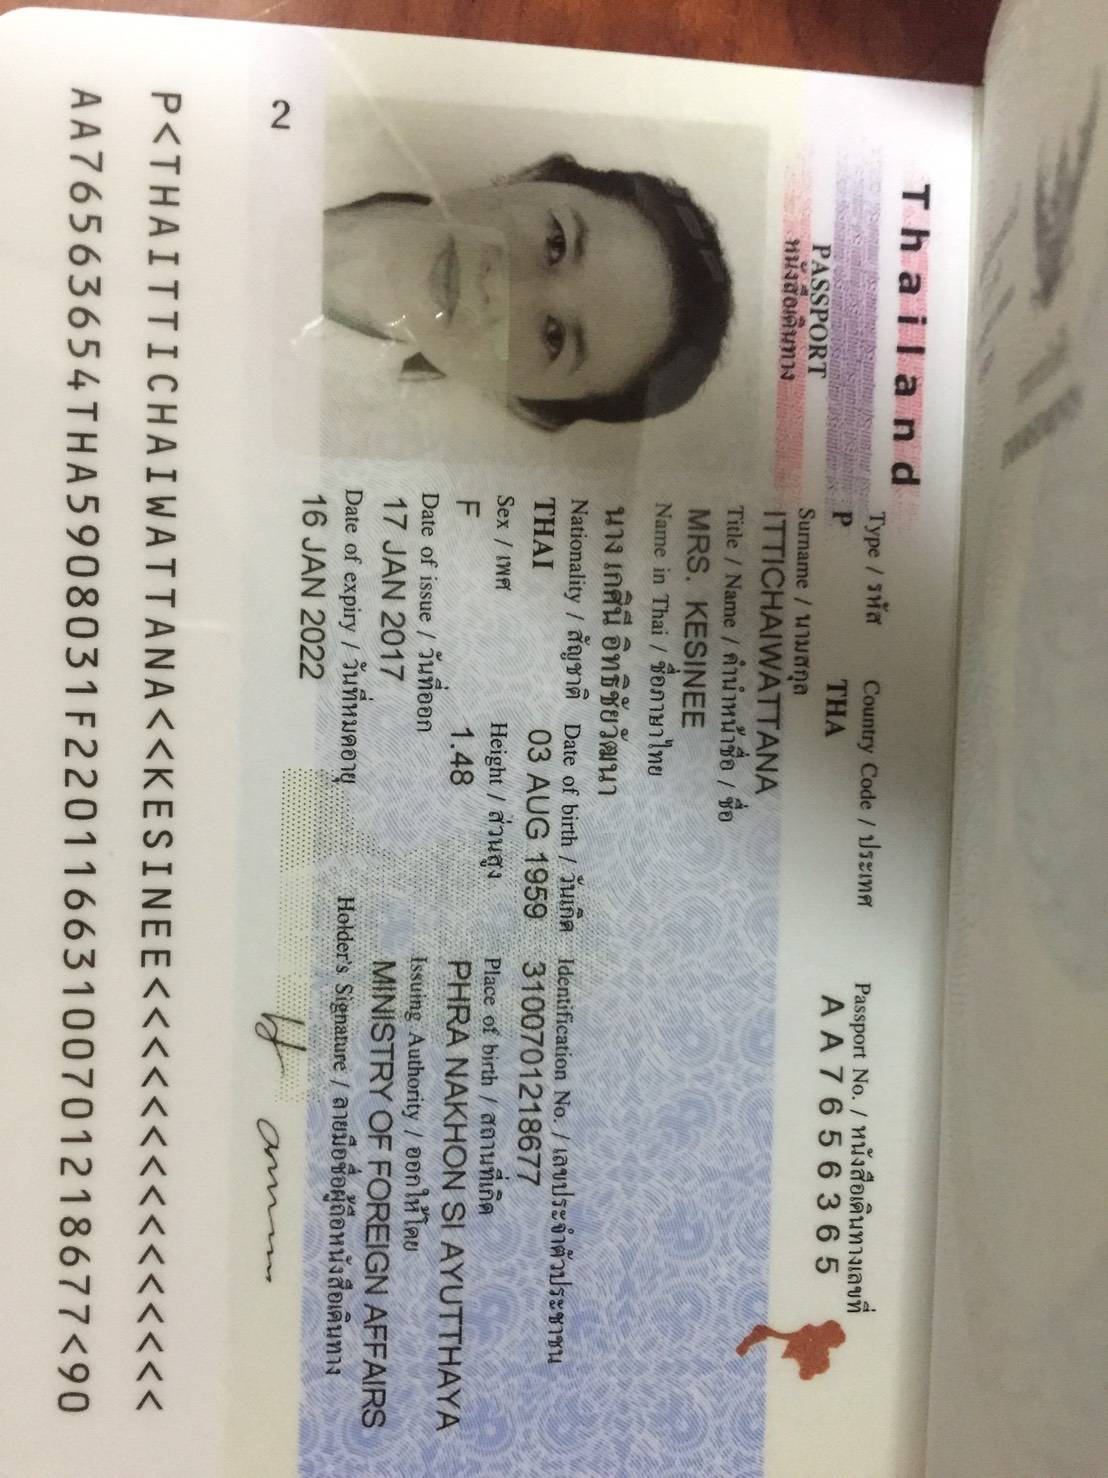 Thailand
PASSPORT
หนังสือเดินทาง
Type / รหัส Country Code / ประเทศ Passport No. / หนังสือเดินทางเลขที่
P THA AA7656365
Surname / นามสกุล
ITTICHAIWATTANA
Title / Name / คำนำหน้าชื่อ / ชื่อ
MRS. KESINEE
Name in Thai / ชื่อภาษาไทย
นาง เกศินี อิทธิชัยวัฒนา
Nationality / สัญชาติ Date of birth / วันเกิด Identification No. / เลขประจำตัวประชาชน
THAI 03 AUG 1959 3100701218677
Sex / เพศ Height / ส่วนสูง Place of birth / สถานที่เกิด
F 1.48 PHRA NAKHON SI AYUTTHAYA
Date of issue / วันที่ออก Issuing Authority / ออกให้โดย
17 JAN 2017 MINISTRY OF FOREIGN AFFAIRS
Date of expiry / วันที่หมดอายุ Holder's Signature / ลายมือชื่อผู้ถือหนังสือเดินทาง
16 JAN 2022
2
P<THAITTICHAIWATTANA<<KESINEE<<<<<<<<<<<<<<<
AA76563654THA5908031F22011663100701218677<90